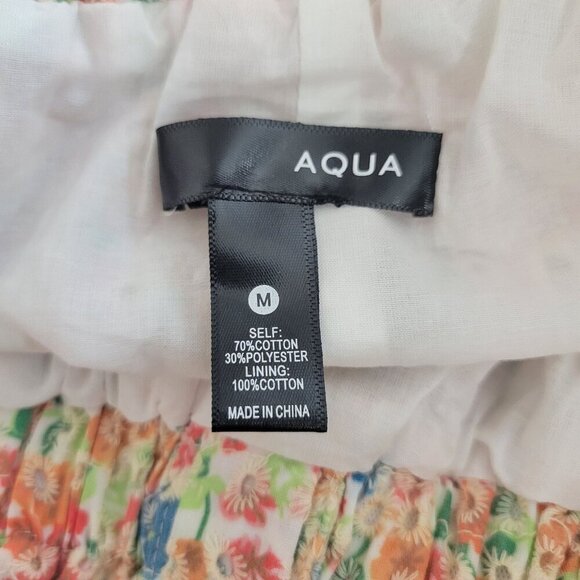 AQUA
M
SELF:
70%COTTON
30%POLYESTER
LINING:
100%COTTON
MADE IN CHINA